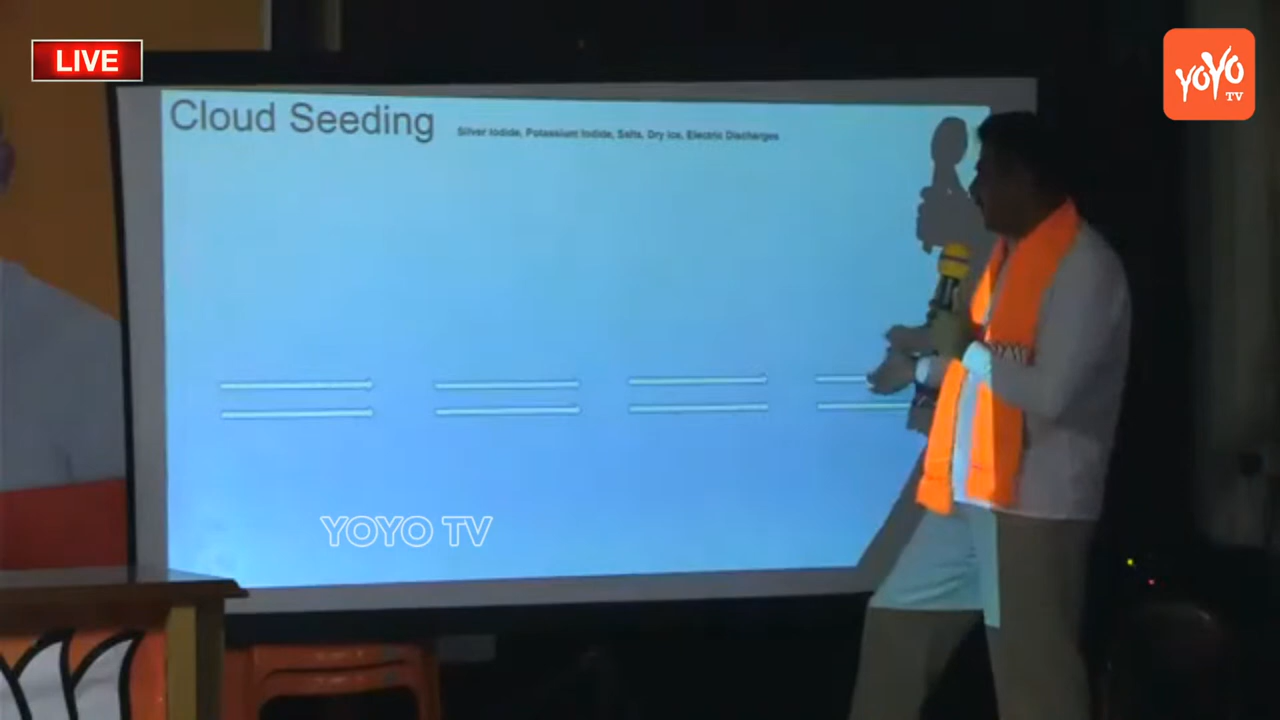 LIVE
YOYO
TV
Cloud Seeding
Silver Iodide, Potassium Iodide, Salts, Dry Ice, Electric Discharges
YOYO TV